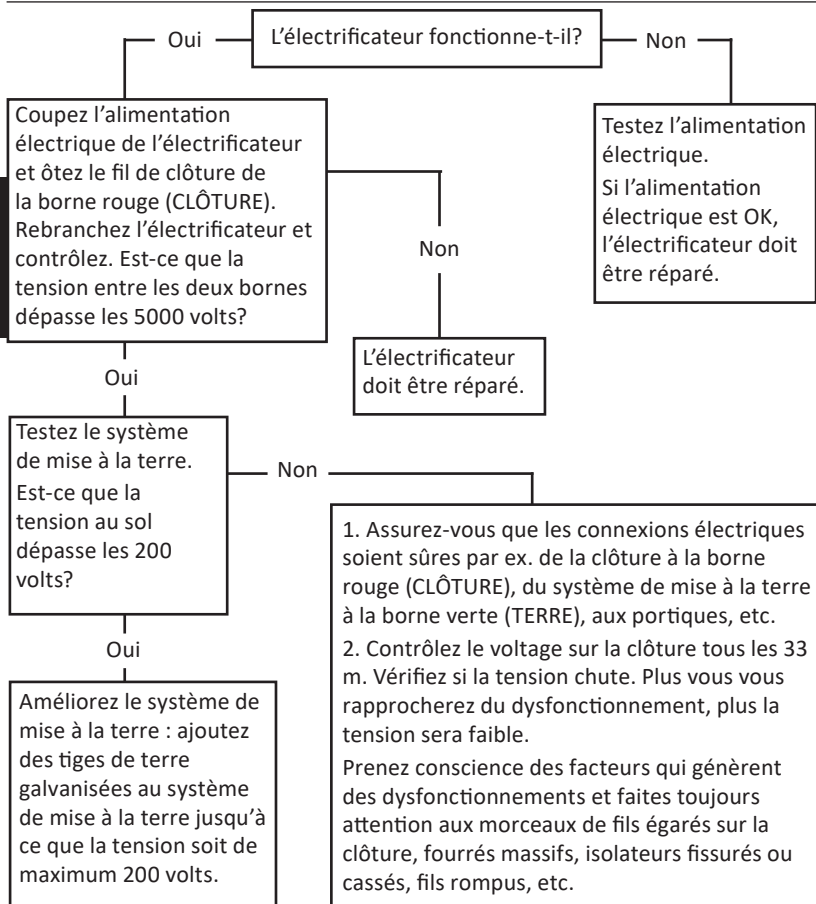 L'électrificateur fonctionne-t-il?
Oui
Non
Coupez l'alimentation
électrique de l'électrificateur
et ôtez le fil de clôture de
la borne rouge (CLÔTURE).
Rebranchez l'électrificateur et
contrôlez. Est-ce que la
tension entre les deux bornes
dépasse les 5000 volts?
Testez l'alimentation
électrique.
Si l'alimentation
électrique est OK,
l'électrificateur doit
être réparé.
Non
L'électrificateur
doit être réparé.
Oui
Testez le système
de mise à la terre.
Est-ce que la
tension au sol
dépasse les 200
volts?
Non
1. Assurez-vous que les connexions électriques
soient sûres par ex. de la clôture à la borne
rouge (CLÔTURE), du système de mise à la terre
à la borne verte (TERRE), aux portiques, etc.
2. Contrôlez le voltage sur la clôture tous les 33
m. Vérifiez si la tension chute. Plus vous vous
rapprocherez du dysfonctionnement, plus la
tension sera faible.
Prenez conscience des facteurs qui génèrent
des dysfonctionnements et faites toujours
attention aux morceaux de fils égarés sur la
clôture, fourrés massifs, isolateurs fissurés ou
cassés, fils rompus, etc.
Oui
Améliorez le système de
mise à la terre : ajoutez
des tiges de terre
galvanisées au système
de mise à la terre jusqu'à
ce que la tension soit de
maximum 200 volts.